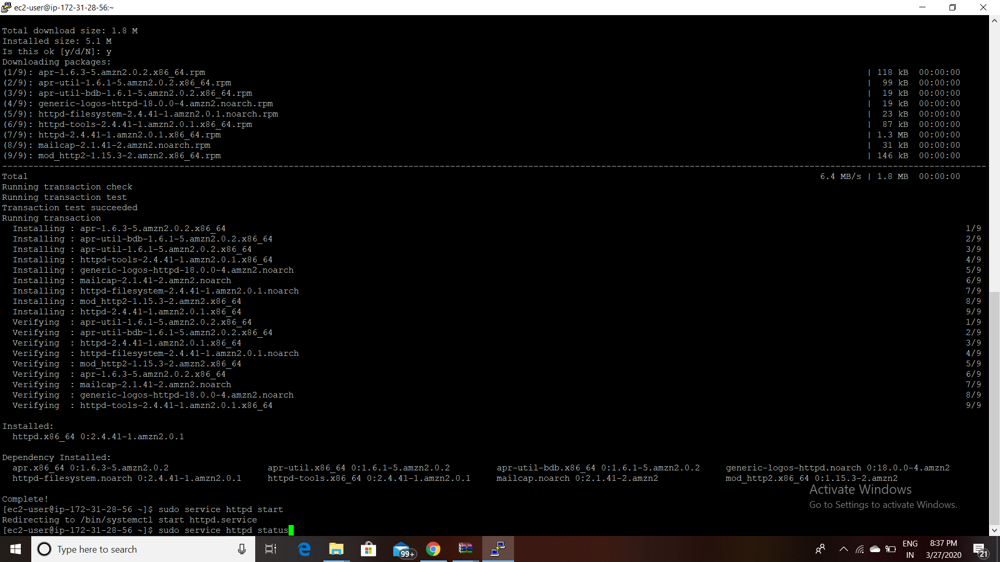 ec2-user@ip-172-31-28-56:~
Total download size: 1.8 M
Installed size: 5.1 M
Is this ok [y/d/N]: y
Downloading packages:
(1/9): apr-1.6.3-5.amzn2.0.2.x86_64.rpm | 118 kB 00:00:00
(2/9): apr-util-1.6.1-5.amzn2.0.2.x86_64.rpm | 99 kB 00:00:00
(3/9): apr-util-bdb-1.6.1-5.amzn2.0.2.x86_64.rpm | 19 kB 00:00:00
(4/9): generic-logos-httpd-18.0.0-4.amzn2.noarch.rpm | 19 kB 00:00:00
(5/9): httpd-filesystem-2.4.41-1.amzn2.0.1.noarch.rpm | 23 kB 00:00:00
(6/9): httpd-tools-2.4.41-1.amzn2.0.1.x86_64.rpm | 87 kB 00:00:00
(7/9): httpd-2.4.41-1.amzn2.0.1.x86_64.rpm | 1.3 MB 00:00:00
(8/9): mailcap-2.1.41-2.amzn2.noarch.rpm | 31 kB 00:00:00
(9/9): mod_http2-1.15.3-2.amzn2.x86_64.rpm | 146 kB 00:00:00
Total 6.4 MB/s | 1.8 MB 00:00:00
Running transaction check
Running transaction test
Transaction test succeeded
Running transaction
Installing : apr-1.6.3-5.amzn2.0.2.x86_64 1/9
Installing : apr-util-bdb-1.6.1-5.amzn2.0.2.x86_64 2/9
Installing : apr-util-1.6.1-5.amzn2.0.2.x86_64 3/9
Installing : httpd-tools-2.4.41-1.amzn2.0.1.x86_64 4/9
Installing : generic-logos-httpd-18.0.0-4.amzn2.noarch 5/9
Installing : mailcap-2.1.41-2.amzn2.noarch 6/9
Installing : httpd-filesystem-2.4.41-1.amzn2.0.1.noarch 7/9
Installing : mod_http2-1.15.3-2.amzn2.x86_64 8/9
Installing : httpd-2.4.41-1.amzn2.0.1.x86_64 9/9
Verifying : apr-util-1.6.1-5.amzn2.0.2.x86_64 1/9
Verifying : apr-util-bdb-1.6.1-5.amzn2.0.2.x86_64 2/9
Verifying : httpd-2.4.41-1.amzn2.0.1.x86_64 3/9
Verifying : httpd-filesystem-2.4.41-1.amzn2.0.1.noarch 4/9
Verifying : mod_http2-1.15.3-2.amzn2.x86_64 5/9
Verifying : apr-1.6.3-5.amzn2.0.2.x86_64 6/9
Verifying : mailcap-2.1.41-2.amzn2.noarch 7/9
Verifying : generic-logos-httpd-18.0.0-4.amzn2.noarch 8/9
Verifying : httpd-tools-2.4.41-1.amzn2.0.1.x86_64 9/9
Installed:
httpd.x86_64 0:2.4.41-1.amzn2.0.1
Dependency Installed:
apr.x86_64 0:1.6.3-5.amzn2.0.2 apr-util.x86_64 0:1.6.1-5.amzn2.0.2 apr-util-bdb.x86_64 0:1.6.1-5.amzn2.0.2 generic-logos-httpd.noarch 0:18.0.0-4.amzn2
httpd-filesystem.noarch 0:2.4.41-1.amzn2.0.1 httpd-tools.x86_64 0:2.4.41-1.amzn2.0.1 mailcap.noarch 0:2.1.41-2.amzn2 mod_http2.x86_64 0:1.15.3-2.amzn2
Complete!
[ec2-user@ip-172-31-28-56 ~]$ sudo service httpd start
Redirecting to /bin/systemctl start httpd.service
[ec2-user@ip-172-31-28-56 ~]$ sudo service httpd status
Activate Windows
Go to Settings to activate Windows.
Type here to search
99+
ENG
IN
8:37 PM
3/27/2020
21